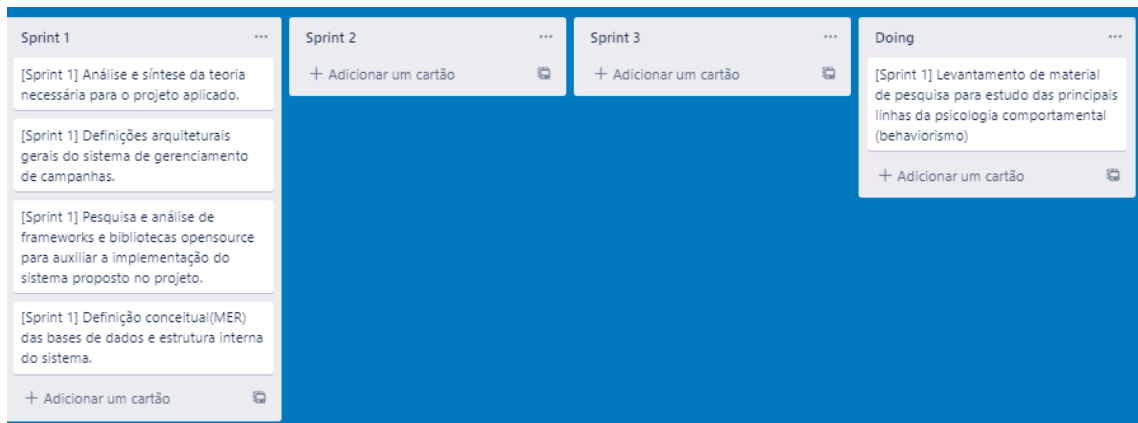 Sprint 1
[Sprint 1] Análise e síntese da teoria
necessária para o projeto aplicado.
[Sprint 1] Definições arquiteturais
gerais do sistema de gerenciamento
de campanhas.
[Sprint 1] Pesquisa e análise de
frameworks e bibliotecas opensource
para auxiliar a implementação do
sistema proposto no projeto.
[Sprint 1] Definição conceitual(MER)
das bases de dados e estrutura interna
do sistema.
+ Adicionar um cartão
Sprint 2
+ Adicionar um cartão
Sprint 3
+ Adicionar um cartão
Doing
[Sprint 1] Levantamento de material
de pesquisa para estudo das principais
linhas da psicologia comportamental
(behaviorismo)
+ Adicionar um cartão